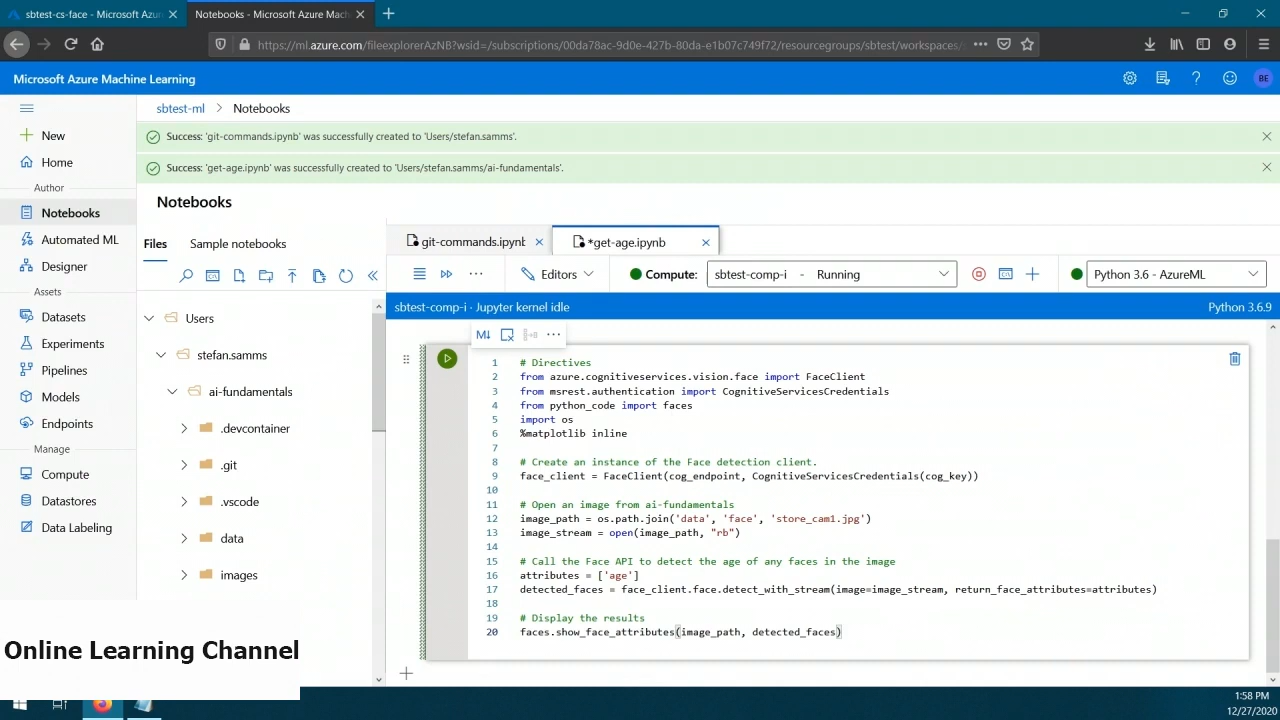 sbtest-cs-face - Microsoft Azur
Notebooks - Microsoft Azure Mach
https://ml.azure.com/fileexplorerAzNB?wsid=/subscriptions/00da78ac-9d0e-427b-80da-e1b07c749f72/resourcegroups/sbtest/workspaces/
Microsoft Azure Machine Learning
BE
sbtest-ml > Notebooks
New
Home
Author
Notebooks
Automated ML
Designer
Assets
Datasets
Experiments
Pipelines
Models
Endpoints
Manage
Compute
Datastores
Data Labeling
Success: 'git-commands.ipynb' was successfully created to 'Users/stefan.samms'.
Success: 'get-age.ipynb' was successfully created to 'Users/stefan.samms/ai-fundamentals'.
Notebooks
Files Sample notebooks
Users
stefan.samms
ai-fundamentals
.devcontainer
.git
.vscode
data
images
git-commands.ipynb
*get-age.ipynb
Editors
Compute: sbtest-comp-i - Running
Python 3.6 - AzureML
sbtest-comp-i · Jupyter kernel idle
Python 3.6.9
M↓
1 # Directives
2 from azure.cognitiveservices.vision.face import FaceClient
3 from msrest.authentication import CognitiveServicesCredentials
4 from python_code import faces
5 import os
6 %matplotlib inline
7
8 # Create an instance of the Face detection client.
9 face_client = FaceClient(cog_endpoint, CognitiveServicesCredentials(cog_key))
10
11 # Open an image from ai-fundamentals
12 image_path = os.path.join('data', 'face', 'store_cam1.jpg')
13 image_stream = open(image_path, "rb")
14
15 # Call the Face API to detect the age of any faces in the image
16 attributes = ['age']
17 detected_faces = face_client.face.detect_with_stream(image=image_stream, return_face_attributes=attributes)
18
19 # Display the results
20 faces.show_face_attributes(image_path, detected_faces)
Online Learning Channel
1:58 PM
12/27/2020